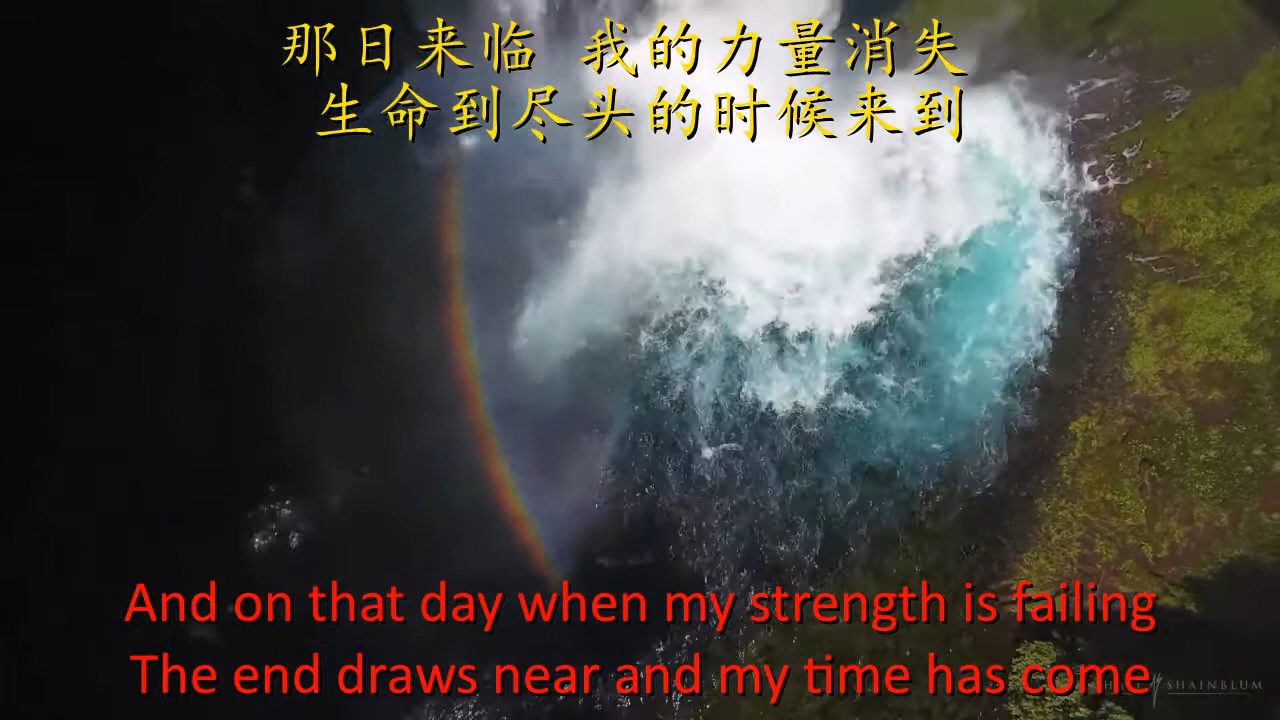 那日来临 我的力量消失
生命到尽头的时候来到
And on that day when my strength is failing
The end draws near and my time has come
SHAINBLUM